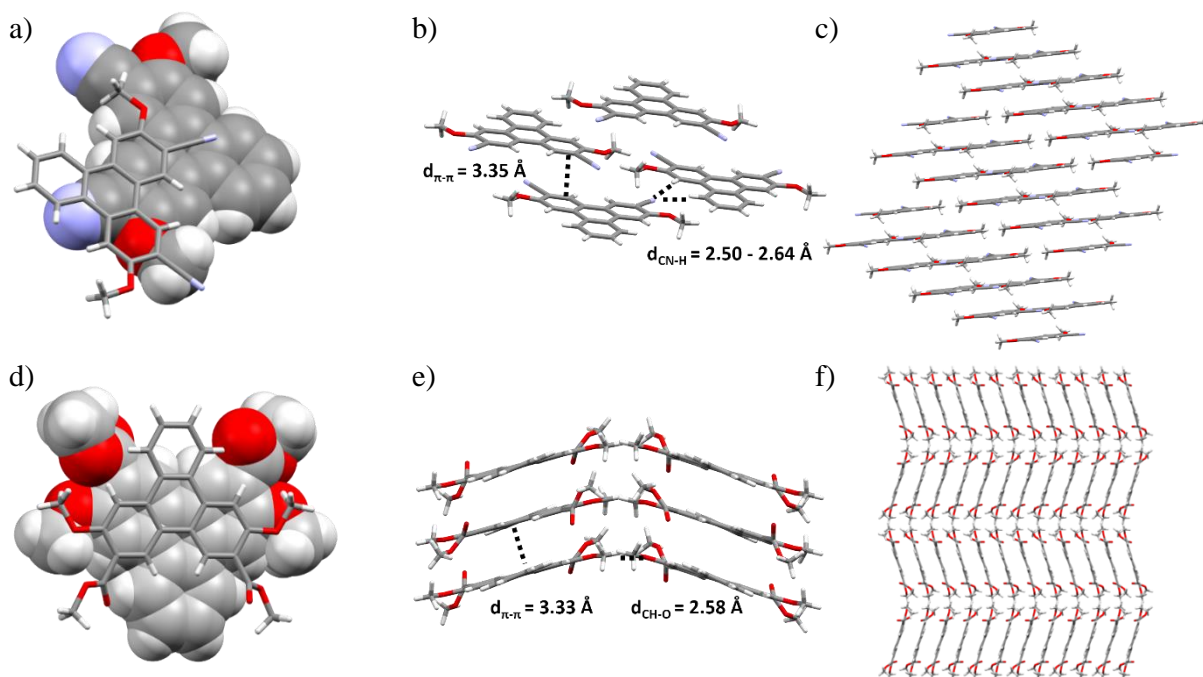 a)
b)
c)
dπ-π = 3.35 Å
dCN-H = 2.50 - 2.64 Å
d)
e)
f)
dπ-π = 3.33 Å
dCH-O = 2.58 Å